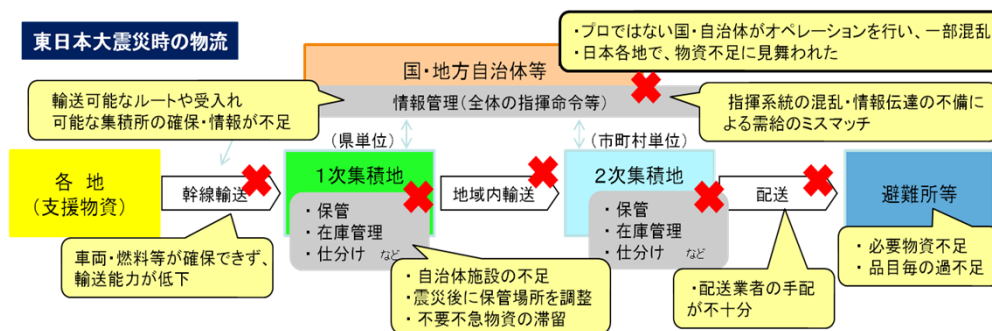 東日本大震災時の物流
・プロではない国・自治体がオペレーションを行い、一部混乱
・日本各地で、物資不足に見舞われた
国・地方自治体等
情報管理(全体の指揮命令等)
輸送可能なルートや受入れ
可能な集積所の確保・情報が不足
指揮系統の混乱・情報伝達の不備
による需給のミスマッチ
(県単位)
(市町村単位)
各 地
(支援物資)
幹線輸送
1次集積地
・保管
・在庫管理
・仕分け など
地域内輸送
2次集積地
・保管
・在庫管理
・仕分け など
配送
避難所等
車両・燃料等が確保できず、
輸送能力が低下
・自治体施設の不足
・震災後に保管場所を調整
・不要不急物資の滞留
・配送業者の手配
が不十分
・必要物資不足
・品目毎の過不足